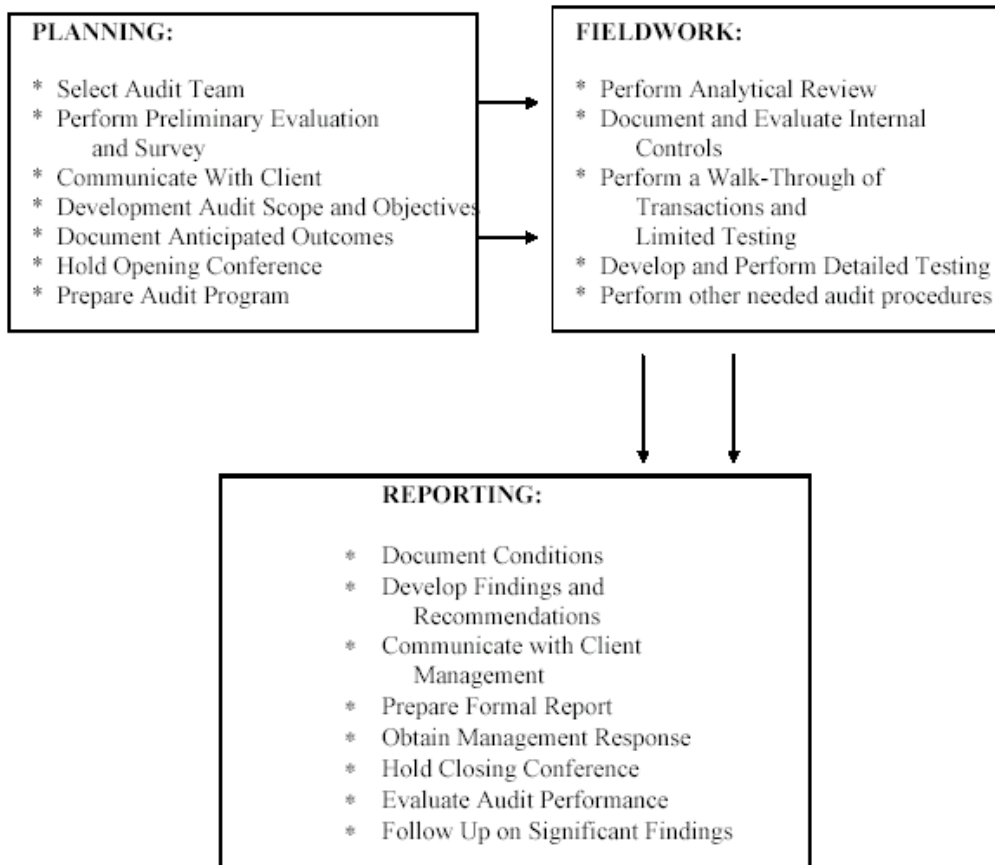 PLANNING:
* Select Audit Team
* Perform Preliminary Evaluation
and Survey
* Communicate With Client
* Development Audit Scope and Objectives
* Document Anticipated Outcomes
* Hold Opening Conference
* Prepare Audit Program
FIELDWORK:
* Perform Analytical Review
* Document and Evaluate Internal
Controls
* Perform a Walk-Through of
Transactions and
Limited Testing
* Develop and Perform Detailed Testing
* Perform other needed audit procedures
REPORTING:
* Document Conditions
* Develop Findings and
Recommendations
* Communicate with Client
Management
* Prepare Formal Report
* Obtain Management Response
* Hold Closing Conference
* Evaluate Audit Performance
* Follow Up on Significant Findings